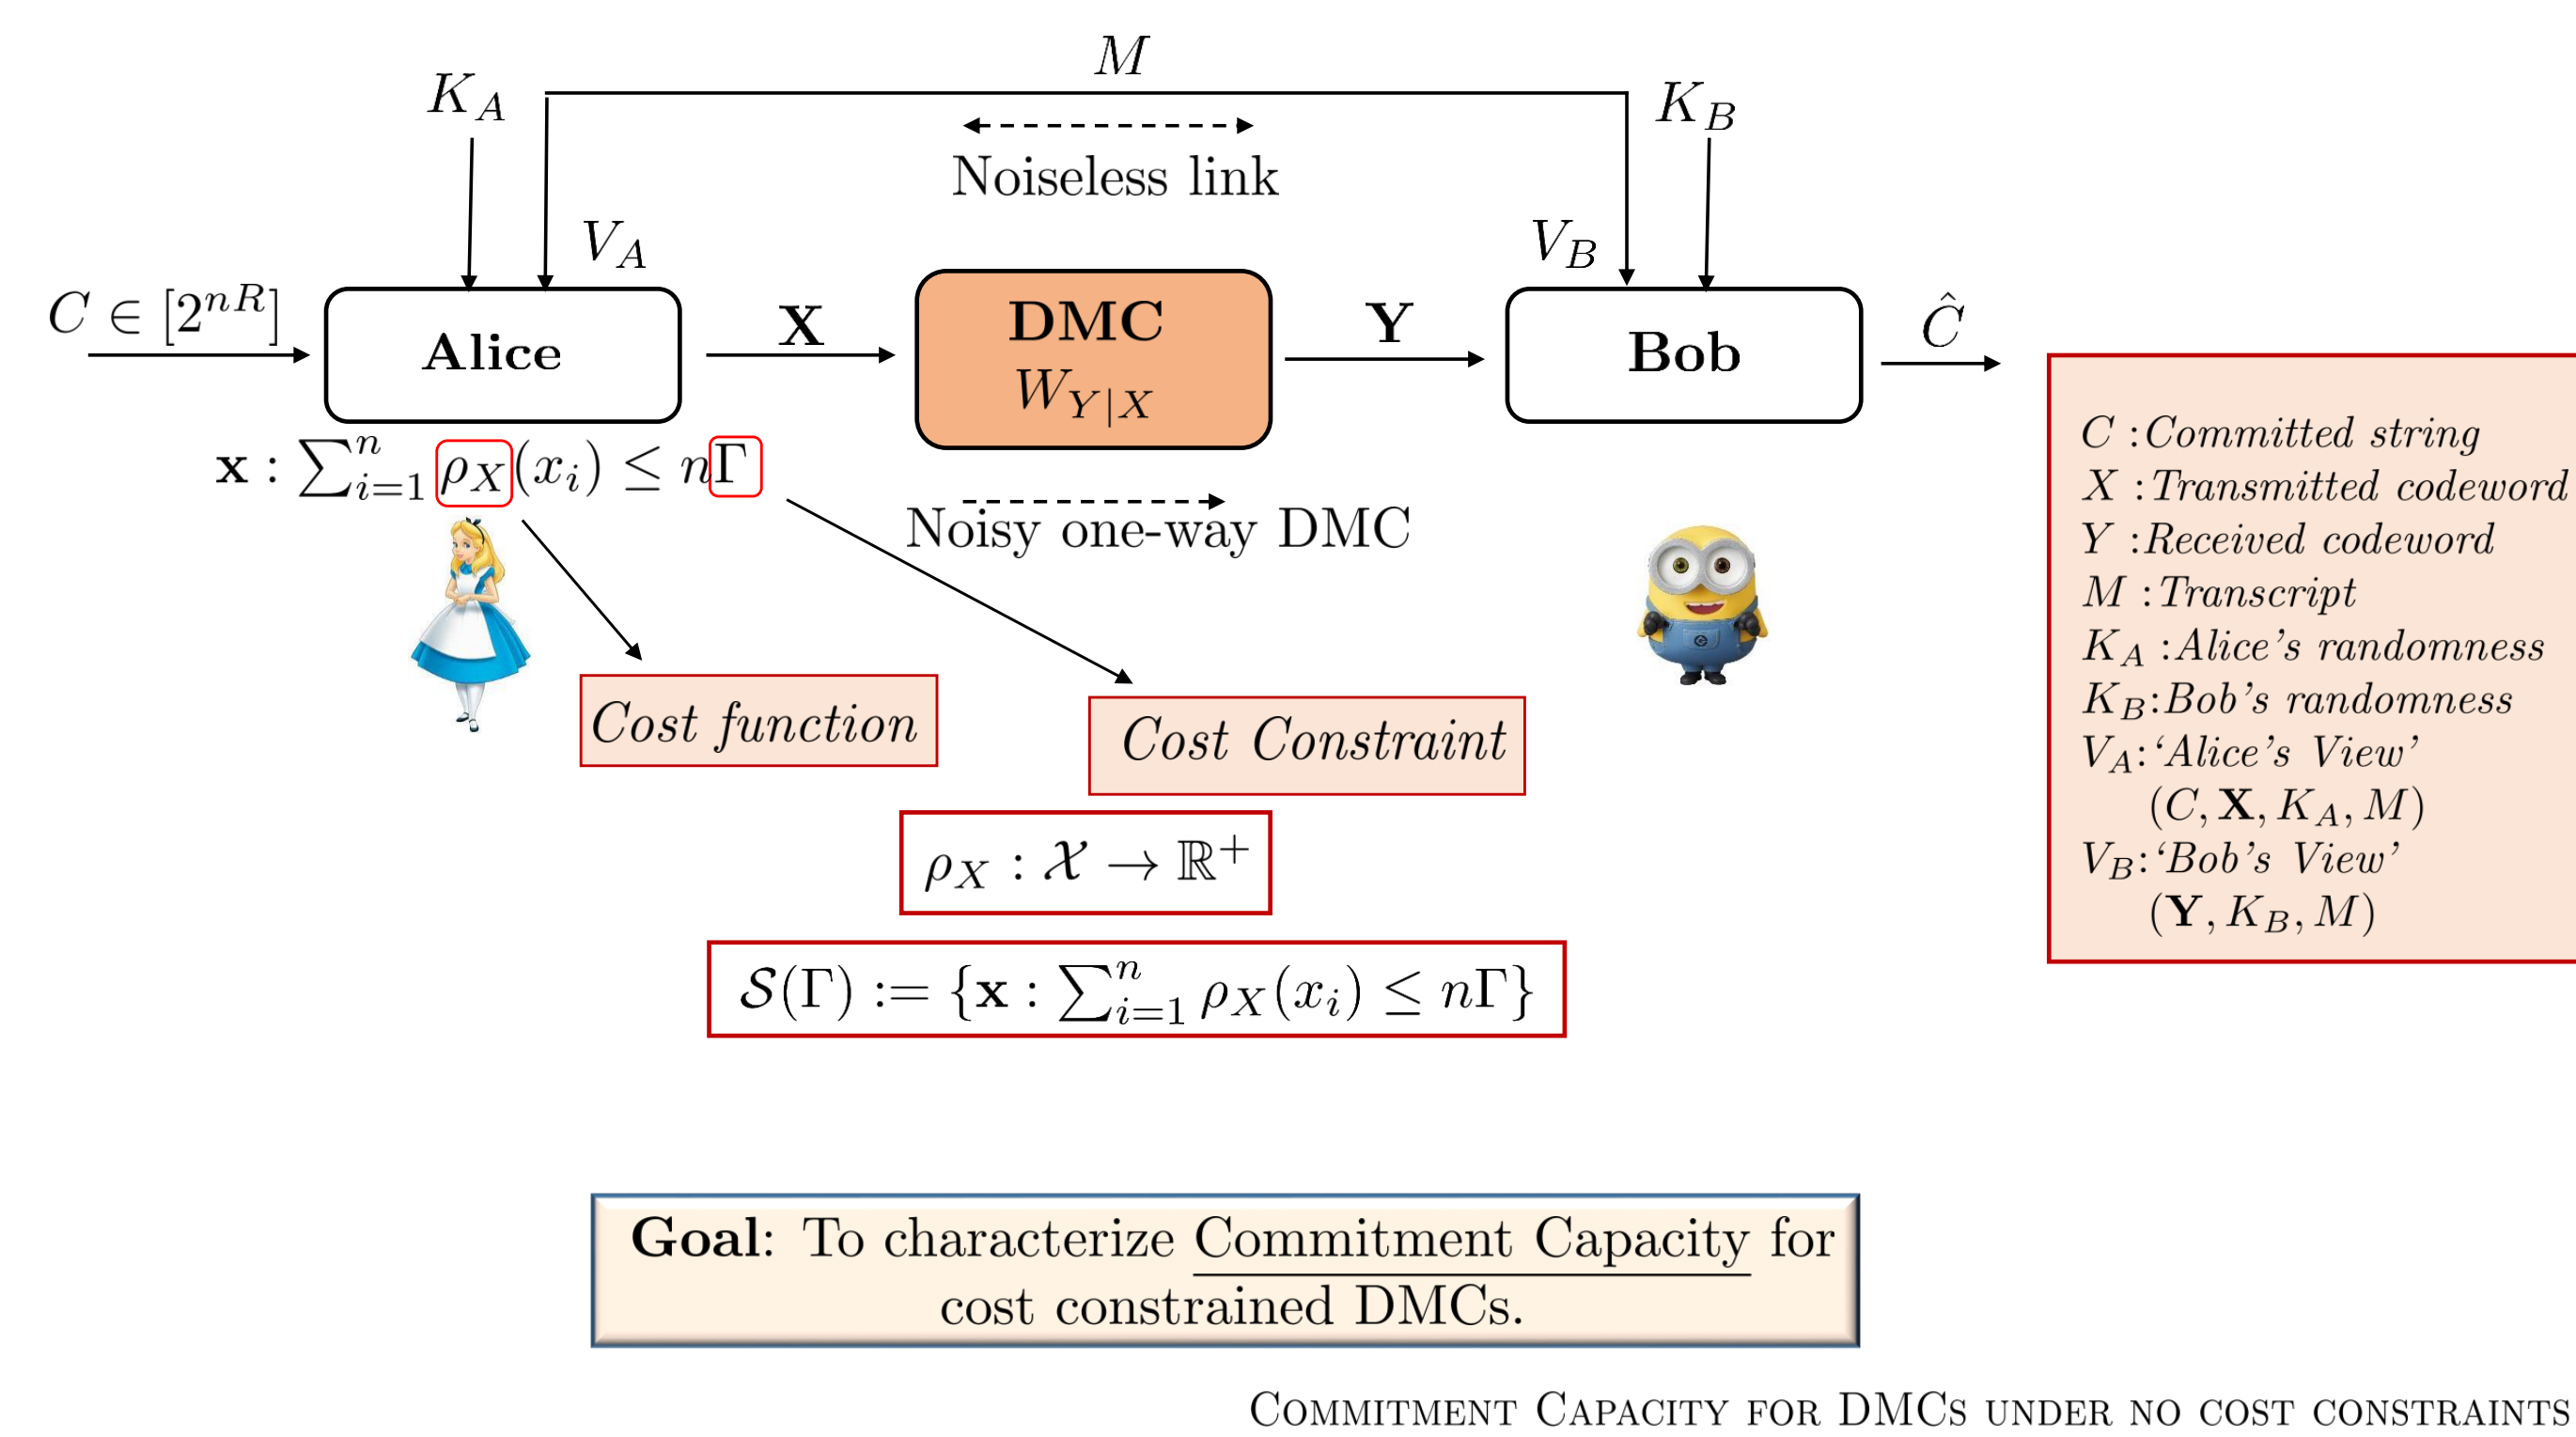 M
K_A
K_B
Noiseless link
V_A
V_B
C ∈ [2^{nR}]
Alice
X
DMC
W_{Y|X}
Y
Bob
Ĉ
x : ∑_{i=1}^{n} ρ_X(x_i) ≤ nΓ
Noisy one-way DMC
Cost function
Cost Constraint
ρ_X : 𝒳 → ℝ^+
𝒮(Γ) := {x : ∑_{i=1}^{n} ρ_X(x_i) ≤ nΓ}
C :Committed string
X :Transmitted codeword
Y :Received codeword
M :Transcript
K_A :Alice's randomness
K_B:Bob's randomness
V_A:‘Alice's View’
(C, X, K_A, M)
V_B:‘Bob's View’
(Y, K_B, M)
Goal: To characterize Commitment Capacity for
cost constrained DMCs.
Commitment Capacity for DMCs under no cost constraints